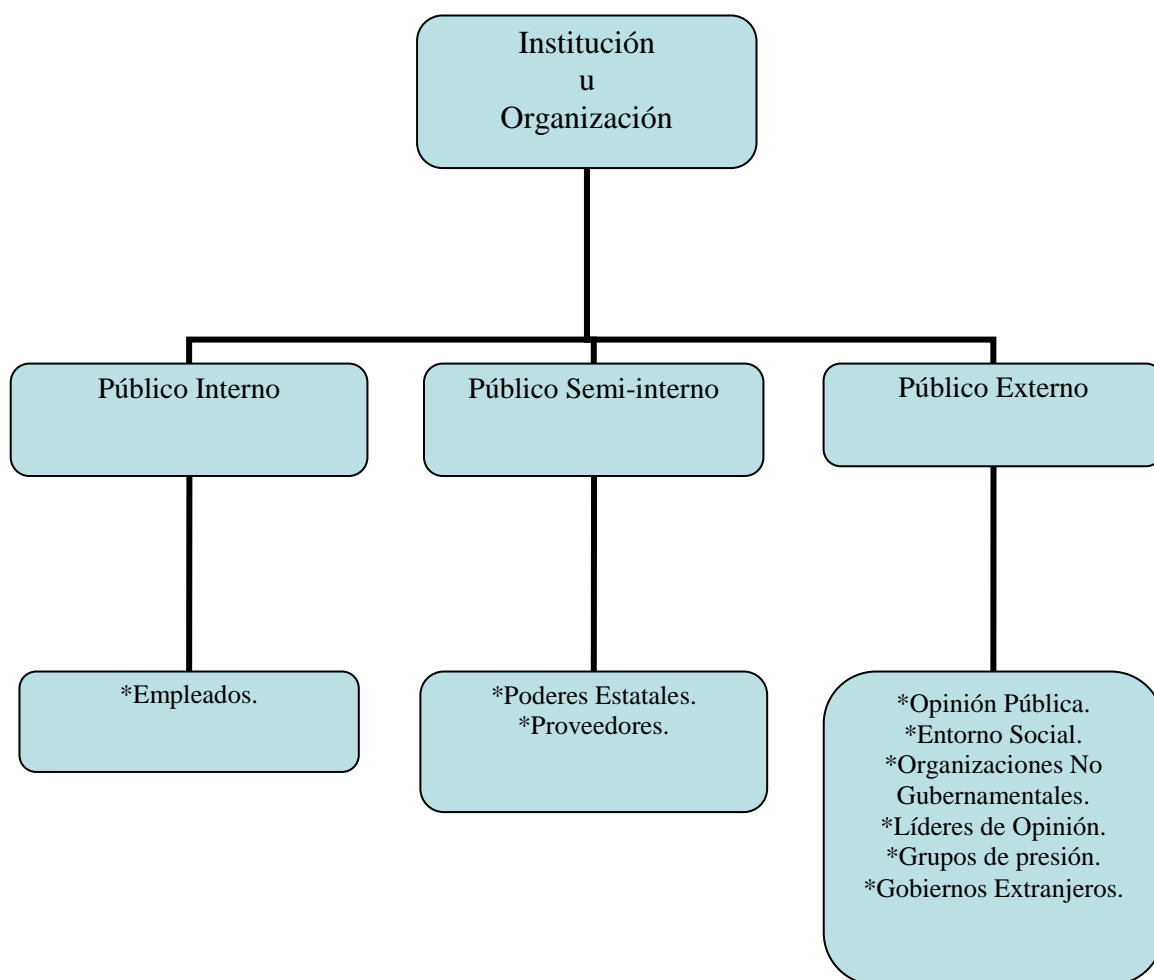 Institución
u
Organización
Público Interno
Público Semi-interno
Público Externo
*Empleados.
*Poderes Estatales.
*Proveedores.
*Opinión Pública.
*Entorno Social.
*Organizaciones No
Gubernamentales.
*Líderes de Opinión.
*Grupos de presión.
*Gobiernos Extranjeros.